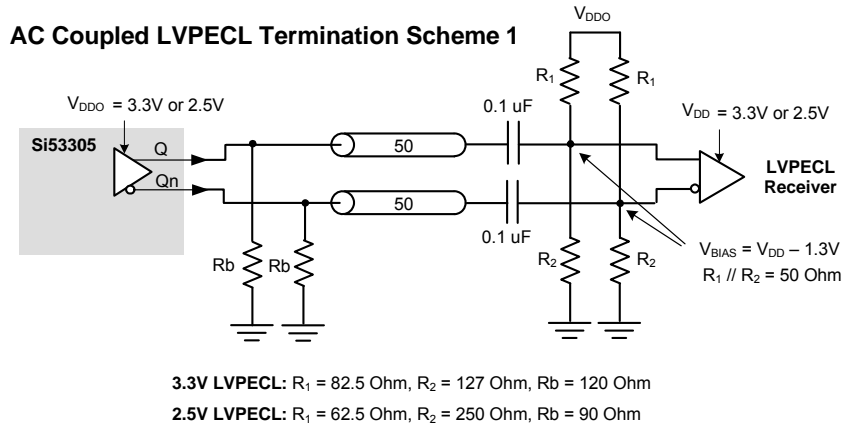 AC Coupled LVPECL Termination Scheme 1
VDDO
R1
R1
VDDO = 3.3V or 2.5V
0.1 uF
VDD = 3.3V or 2.5V
Si53305
Q
50
Qn
50
LVPECL
Receiver
0.1 uF
Rb
Rb
R2
R2
VBIAS = VDD – 1.3V
R1 // R2 = 50 Ohm
3.3V LVPECL: R1 = 82.5 Ohm, R2 = 127 Ohm, Rb = 120 Ohm
2.5V LVPECL: R1 = 62.5 Ohm, R2 = 250 Ohm, Rb = 90 Ohm